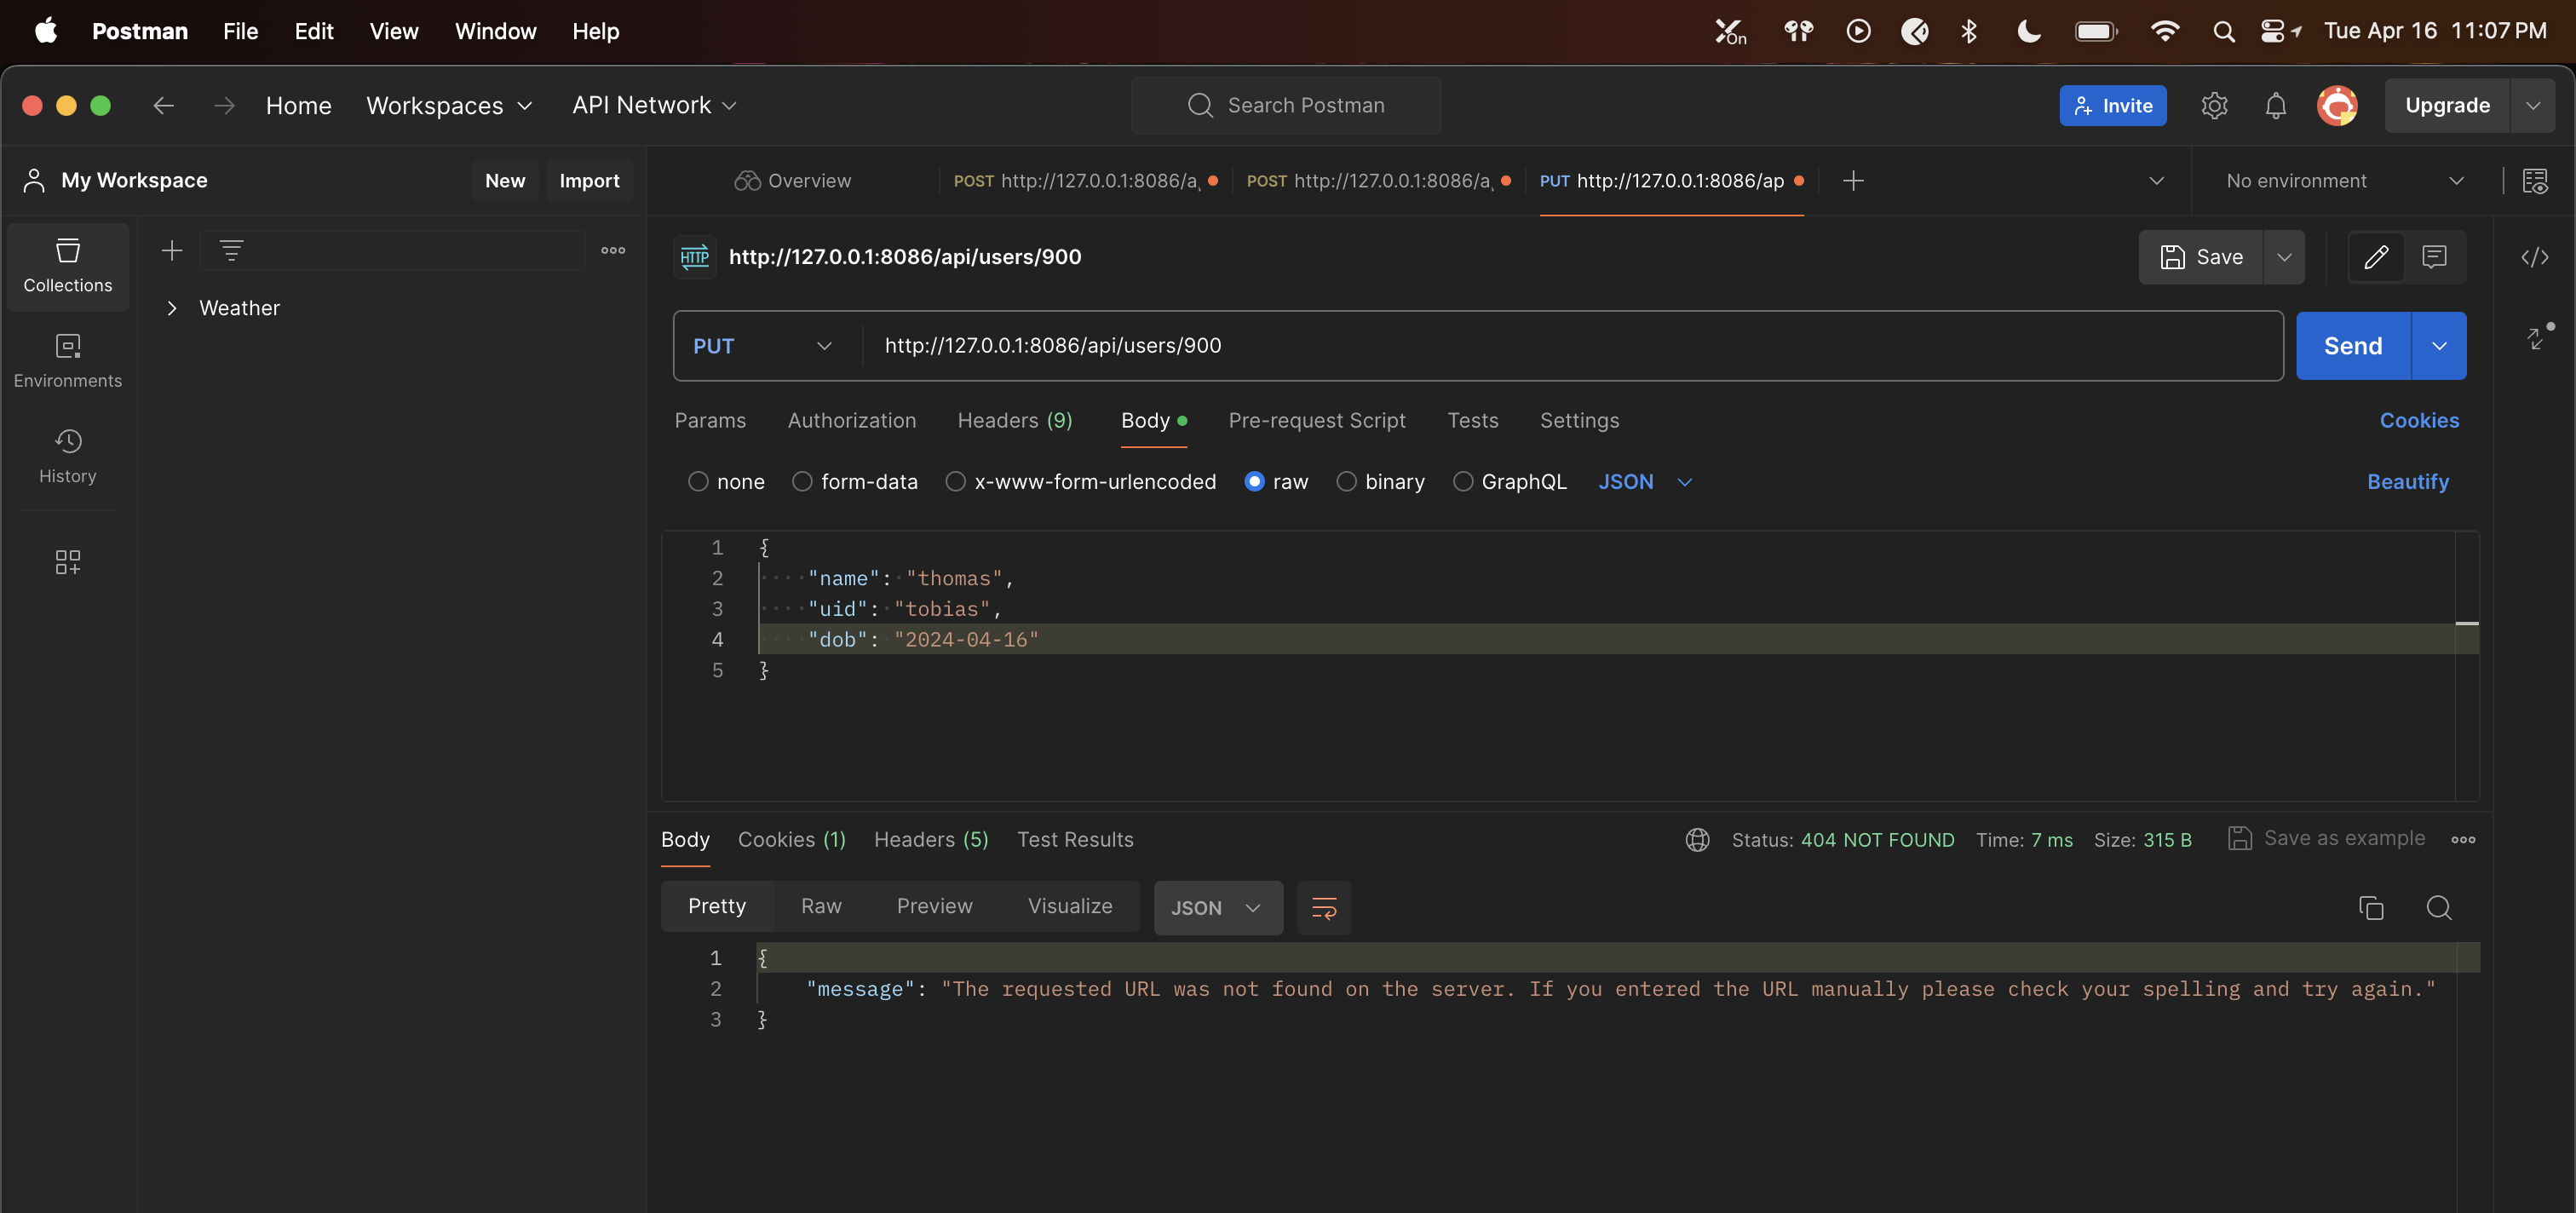 Postman File Edit View Window Help On Tue Apr 16 11:07 PM
Home Workspaces API Network Search Postman Invite Upgrade
My Workspace New Import Overview POST http://127.0.0.1:8086/a POST http://127.0.0.1:8086/a PUT http://127.0.0.1:8086/ap No environment
Collections
Environments
History
Weather
HTTP http://127.0.0.1:8086/api/users/900 Save
PUT http://127.0.0.1:8086/api/users/900 Send
Params Authorization Headers (9) Body Pre-request Script Tests Settings Cookies
none form-data x-www-form-urlencoded raw binary GraphQL JSON Beautify
1 {
2 "name": "thomas",
3 "uid": "tobias",
4 "dob": "2024-04-16"
5 }
Body Cookies (1) Headers (5) Test Results Status: 404 NOT FOUND Time: 7 ms Size: 315 B Save as example
Pretty Raw Preview Visualize JSON
1 {
2 "message": "The requested URL was not found on the server. If you entered the URL manually please check your spelling and try again."
3 }